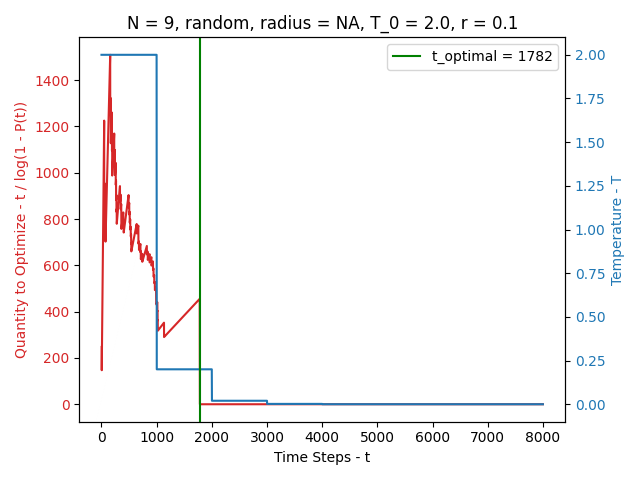 N = 9, random, radius = NA, T_0 = 2.0, r = 0.1
t_optimal = 1782
Quantity to Optimize - t / log(1 - P(t))
1400
1200
1000
800
600
400
200
0
2.00
1.75
1.50
1.25
1.00
0.75
0.50
0.25
0.00
Temperature - T
0 1000 2000 3000 4000 5000 6000 7000 8000
Time Steps - t